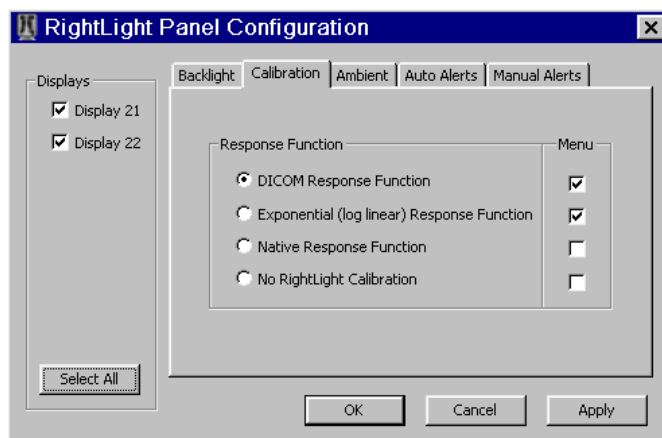 RightLight Panel Configuration
Displays
Display 21
Display 22
Select All
Backlight Calibration Ambient Auto Alerts Manual Alerts
Response Function Menu
DICOM Response Function
Exponential (log linear) Response Function
Native Response Function
No RightLight Calibration
OK Cancel Apply